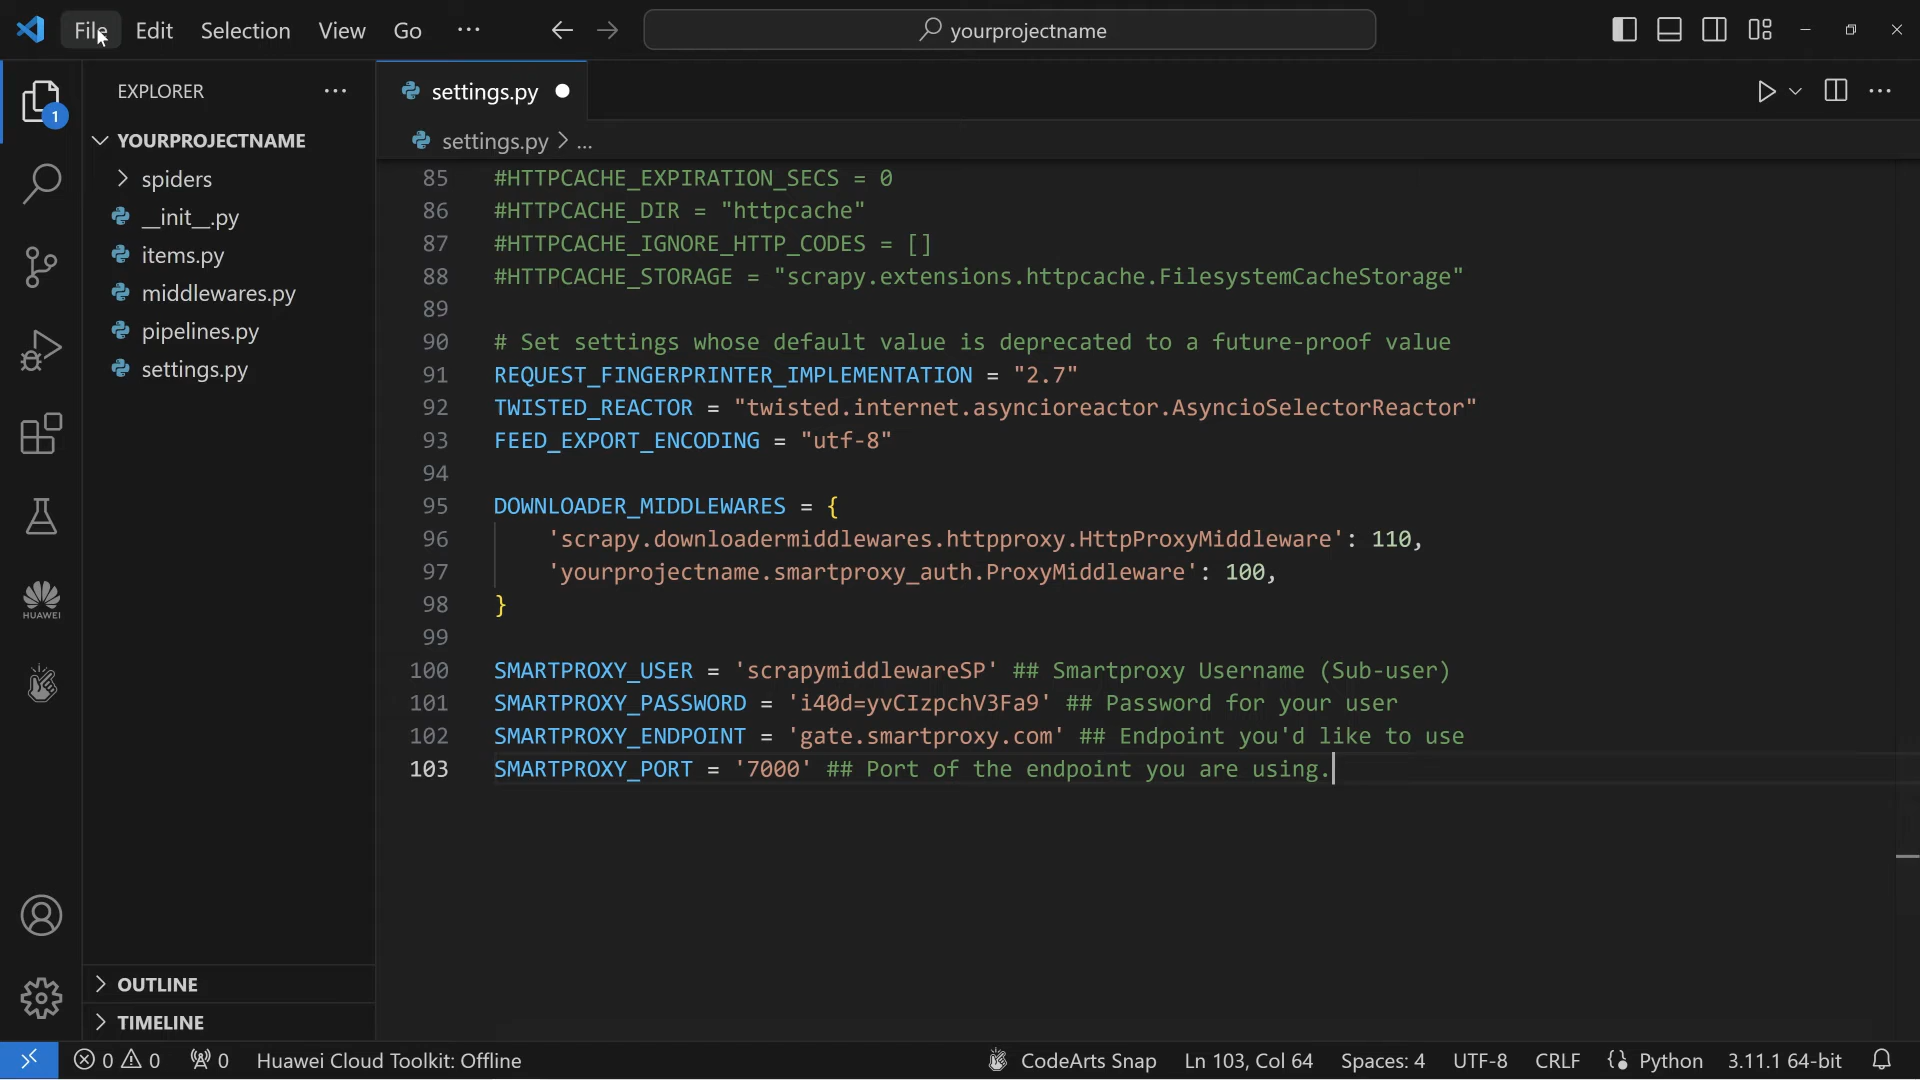 File Edit Selection View Go ··· yourprojectname
EXPLORER ···
settings.py
1
YOURPROJECTNAME
settings.py > ...
spiders
__init__.py
items.py
middlewares.py
pipelines.py
settings.py
85 #HTTPCACHE_EXPIRATION_SECS = 0
86 #HTTPCACHE_DIR = "httpcache"
87 #HTTPCACHE_IGNORE_HTTP_CODES = []
88 #HTTPCACHE_STORAGE = "scrapy.extensions.httpcache.FilesystemCacheStorage"
89
90 # Set settings whose default value is deprecated to a future-proof value
91 REQUEST_FINGERPRINTER_IMPLEMENTATION = "2.7"
92 TWISTED_REACTOR = "twisted.internet.asyncioreactor.AsyncioSelectorReactor"
93 FEED_EXPORT_ENCODING = "utf-8"
94
95 DOWNLOADER_MIDDLEWARES = {
96 'scrapy.downloadermiddlewares.httpproxy.HttpProxyMiddleware': 110,
97 'yourprojectname.smartproxy_auth.ProxyMiddleware': 100,
98 }
99
100 SMARTPROXY_USER = 'scrapymiddlewareSP' ## Smartproxy Username (Sub-user)
101 SMARTPROXY_PASSWORD = 'i40d=yvCIzpchV3Fa9' ## Password for your user
102 SMARTPROXY_ENDPOINT = 'gate.smartproxy.com' ## Endpoint you'd like to use
103 SMARTPROXY_PORT = '7000' ## Port of the endpoint you are using.
HUAWEI
OUTLINE
TIMELINE
0 0 0 Huawei Cloud Toolkit: Offline CodeArts Snap Ln 103, Col 64 Spaces: 4 UTF-8 CRLF Python 3.11.1 64-bit